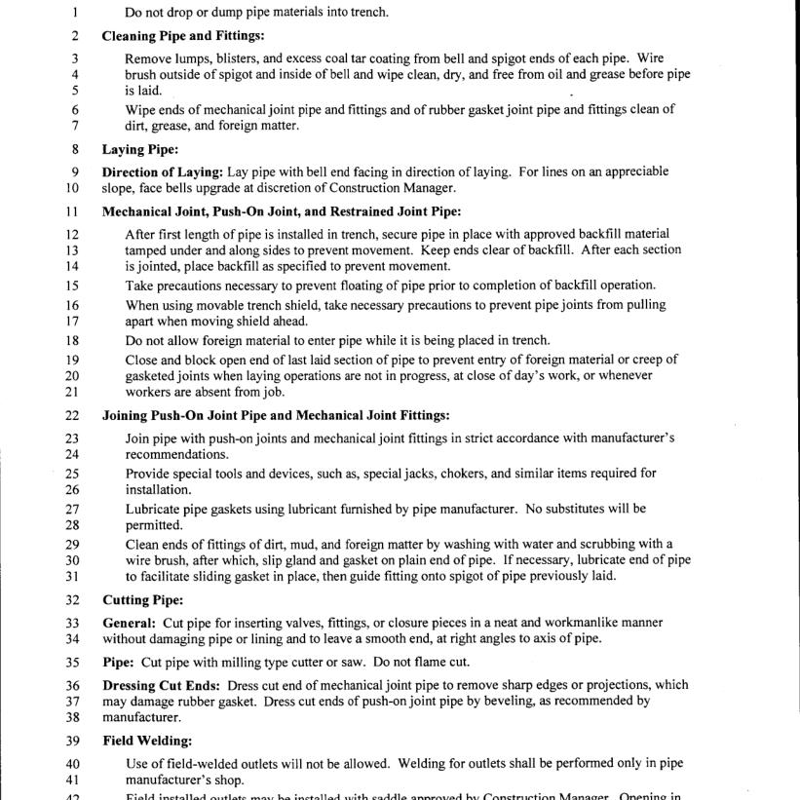 1 Do not drop or dump pipe materials into trench.
2 Cleaning Pipe and Fittings:
3 Remove lumps, blisters, and excess coal tar coating from bell and spigot ends of each pipe. Wire
4 brush outside of spigot and inside of bell and wipe clean, dry, and free from oil and grease before pipe
5 is laid.
6 Wipe ends of mechanical joint pipe and fittings and of rubber gasket joint pipe and fittings clean of
7 dirt, grease, and foreign matter.
8 Laying Pipe:
9 Direction of Laying: Lay pipe with bell end facing in direction of laying. For lines on an appreciable
10 slope, face bells upgrade at discretion of Construction Manager.
11 Mechanical Joint, Push-On Joint, and Restrained Joint Pipe:
12 After first length of pipe is installed in trench, secure pipe in place with approved backfill material
13 tamped under and along sides to prevent movement. Keep ends clear of backfill. After each section
14 is jointed, place backfill as specified to prevent movement.
15 Take precautions necessary to prevent floating of pipe prior to completion of backfill operation.
16 When using movable trench shield, take necessary precautions to prevent pipe joints from pulling
17 apart when moving shield ahead.
18 Do not allow foreign material to enter pipe while it is being placed in trench.
19 Close and block open end of last laid section of pipe to prevent entry of foreign material or creep of
20 gasketed joints when laying operations are not in progress, at close of day's work, or whenever
21 workers are absent from job.
22 Joining Push-On Joint Pipe and Mechanical Joint Fittings:
23 Join pipe with push-on joints and mechanical joint fittings in strict accordance with manufacturer's
24 recommendations.
25 Provide special tools and devices, such as, special jacks, chokers, and similar items required for
26 installation.
27 Lubricate pipe gaskets using lubricant furnished by pipe manufacturer. No substitutes will be
28 permitted.
29 Clean ends of fittings of dirt, mud, and foreign matter by washing with water and scrubbing with a
30 wire brush, after which, slip gland and gasket on plain end of pipe. If necessary, lubricate end of pipe
31 to facilitate sliding gasket in place, then guide fitting onto spigot of pipe previously laid.
32 Cutting Pipe:
33 General: Cut pipe for inserting valves, fittings, or closure pieces in a neat and workmanlike manner
34 without damaging pipe or lining and to leave a smooth end, at right angles to axis of pipe.
35 Pipe: Cut pipe with milling type cutter or saw. Do not flame cut.
36 Dressing Cut Ends: Dress cut end of mechanical joint pipe to remove sharp edges or projections, which
37 may damage rubber gasket. Dress cut ends of push-on joint pipe by beveling, as recommended by
38 manufacturer.
39 Field Welding:
40 Use of field-welded outlets will not be allowed. Welding for outlets shall be performed only in pipe
41 manufacturer's shop.
42 Field installed outlets may be installed with saddle approved by Construction Manager. Opening in